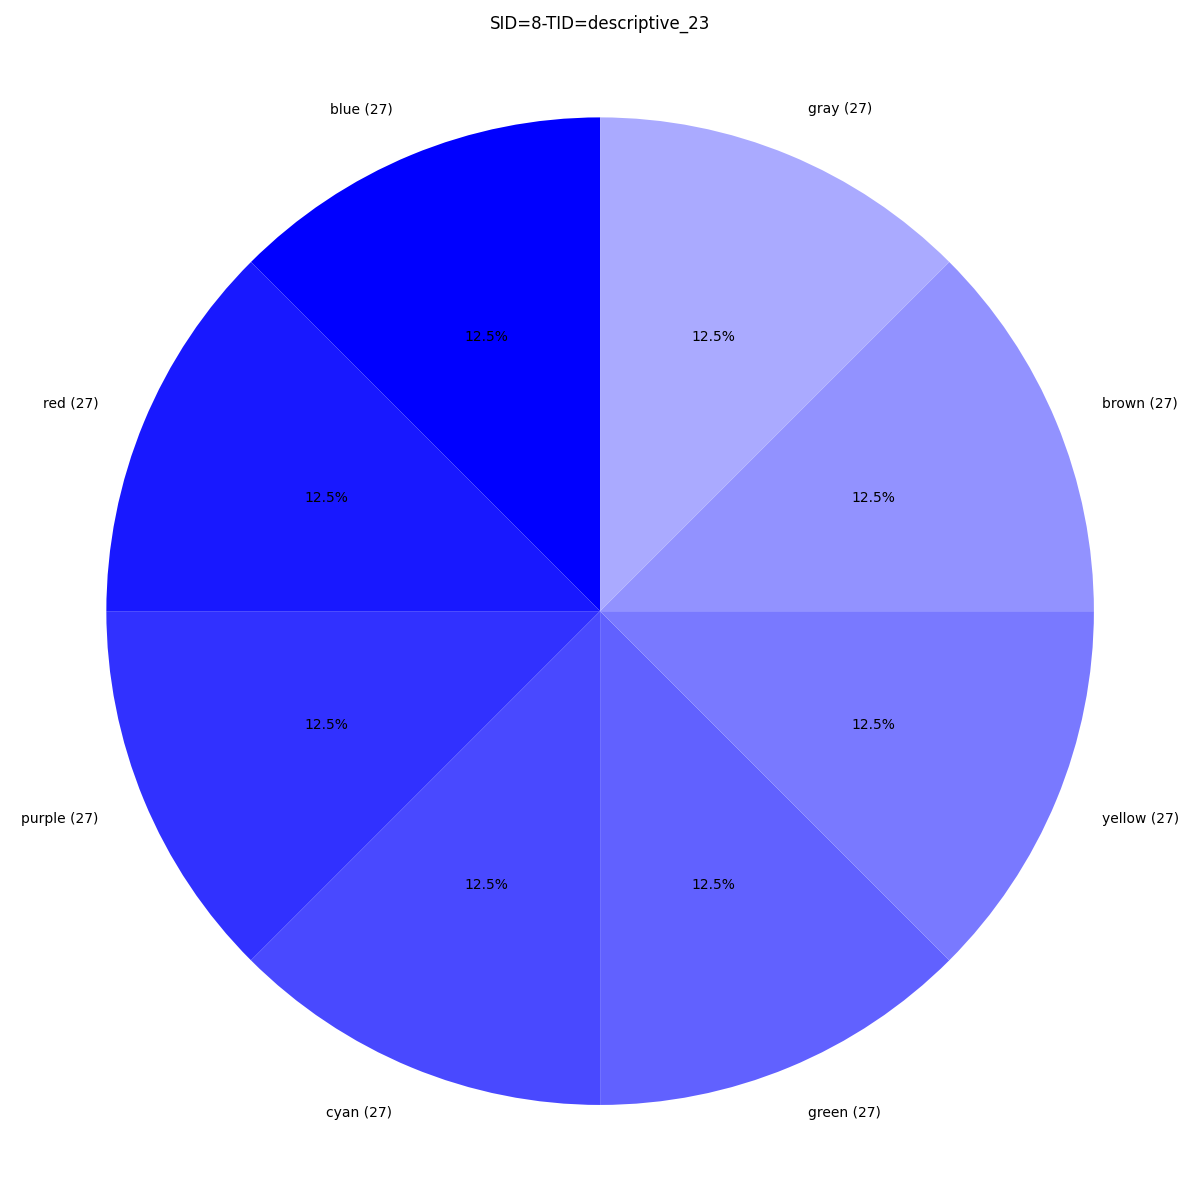 SID=8-TID=descriptive_23
blue (27)
gray (27)
12.5%
12.5%
red (27)
brown (27)
12.5%
12.5%
12.5%
12.5%
purple (27)
yellow (27)
12.5%
12.5%
cyan (27)
green (27)